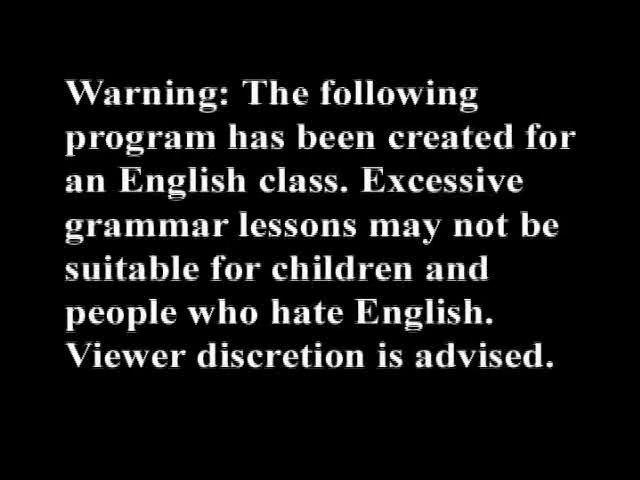 Warning: The following
program has been created for
an English class. Excessive
grammar lessons may not be
suitable for children and
people who hate English.
Viewer discretion is advised.